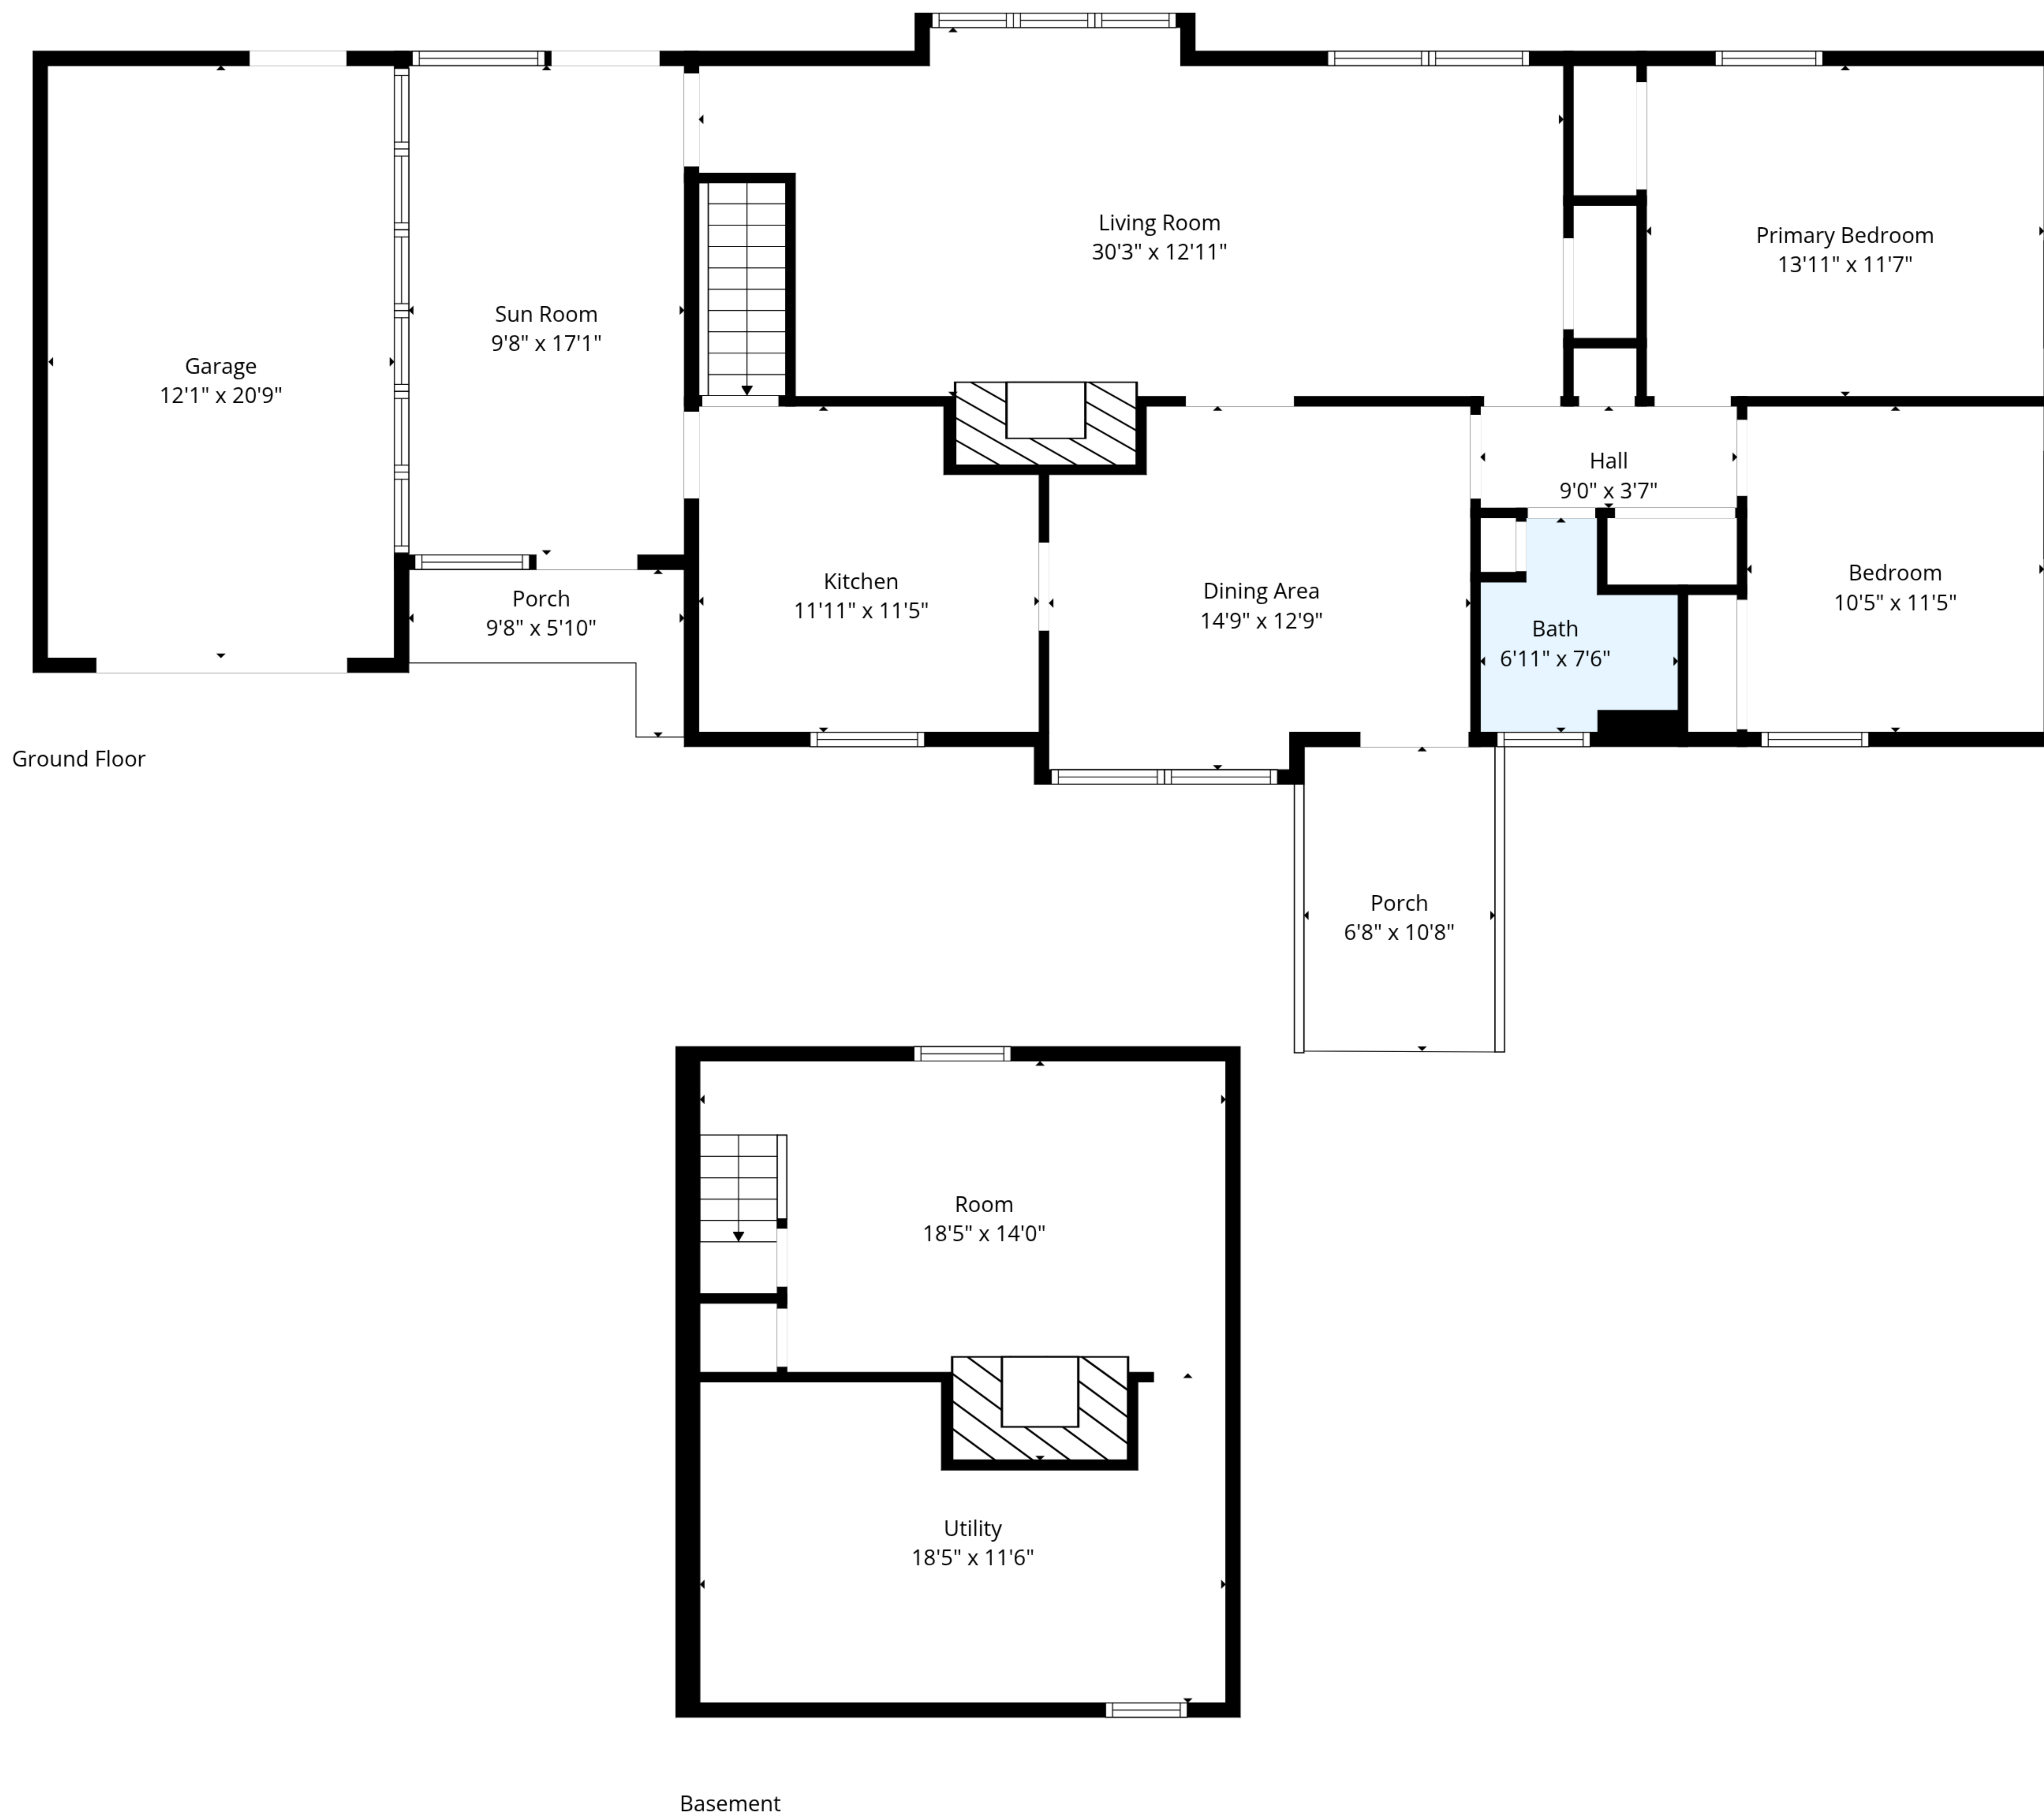 Living Room
30'3" x 12'11"
Primary Bedroom
13'11" x 11'7"
Sun Room
9'8" x 17'1"
Garage
12'1" x 20'9"
Hall
9'0" x 3'7"
Kitchen
11'11" x 11'5"
Dining Area
14'9" x 12'9"
Bedroom
10'5" x 11'5"
Porch
9'8" x 5'10"
Bath
6'11" x 7'6"
Ground Floor
Porch
6'8" x 10'8"
Room
18'5" x 14'0"
Utility
18'5" x 11'6"
Basement